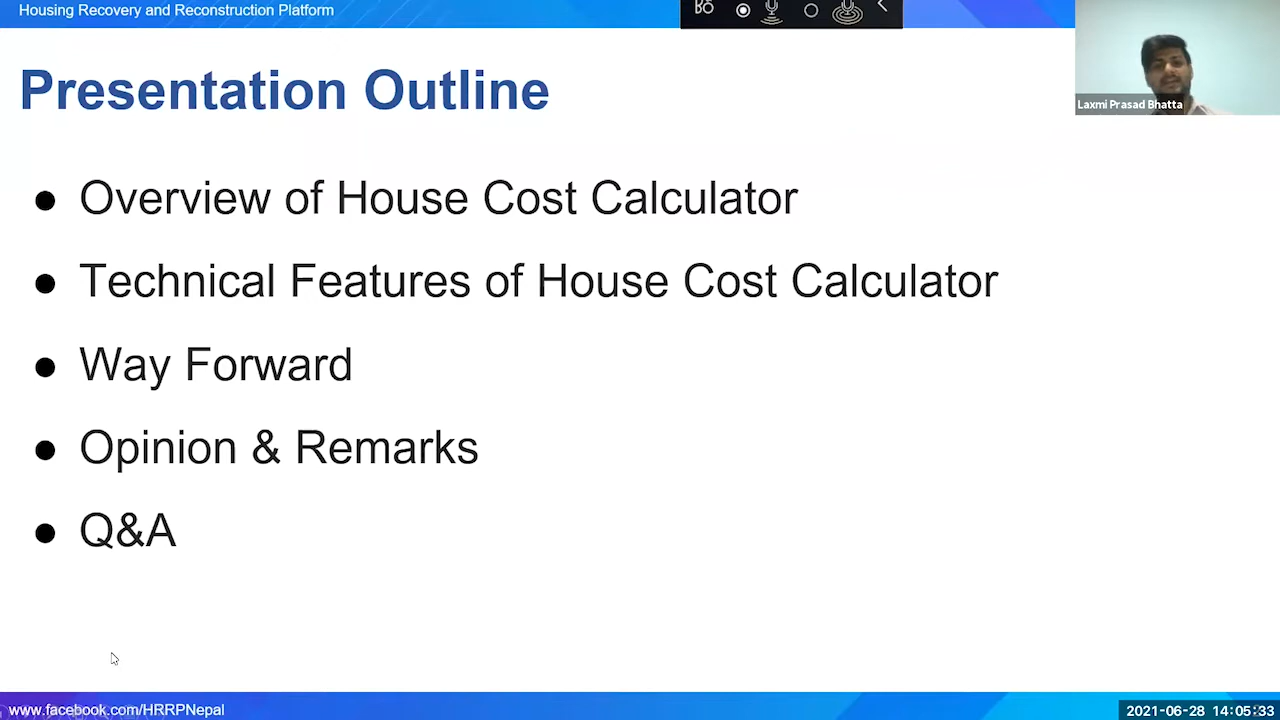 Housing Recovery and Reconstruction Platform
Presentation Outline
Laxmi Prasad Bhatta
● Overview of House Cost Calculator
● Technical Features of House Cost Calculator
● Way Forward
● Opinion & Remarks
● Q&A
www.facebook.com/HRRPNepal
2021-06-28 14:05:33